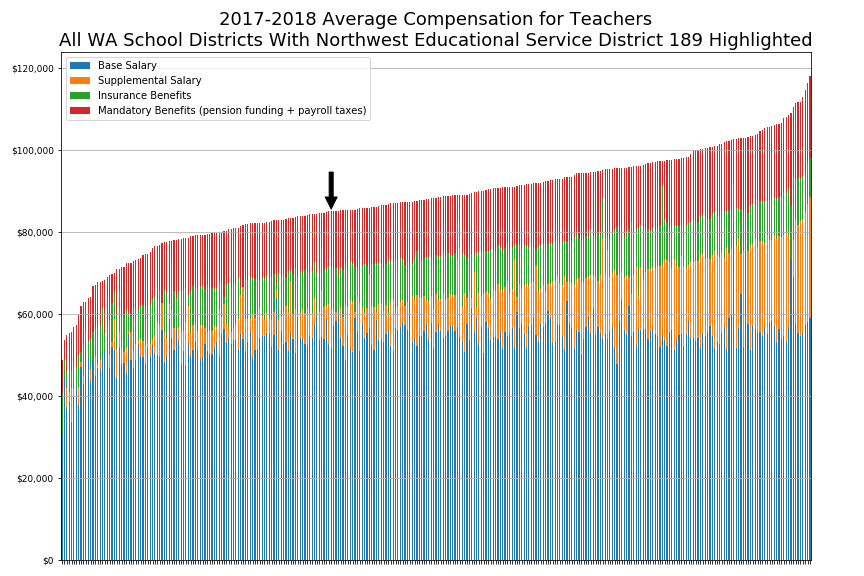 2017-2018 Average Compensation for Teachers
All WA School Districts With Northwest Educational Service District 189 Highlighted
$120,000
Base Salary
Supplemental Salary
Insurance Benefits
Mandatory Benefits (pension funding + payroll taxes)
$100,000
$80,000
$60,000
$40,000
$20,000
$0